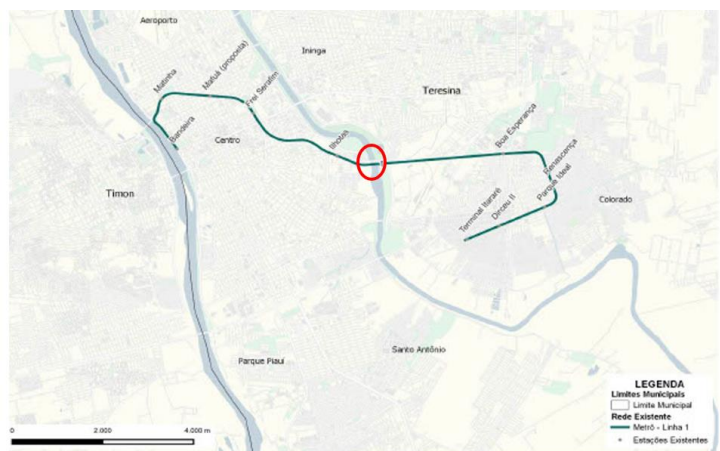 Aeroporto
Ininga
Matinha
Mafuá (proposta)
Frei Serafim
Teresina
Bandeira
Centro
Ilhotas
Boa Esperança
Renascença
Parque Ideal
Timon
Colorado
Terminal Itararé
Dirceu II
Santo Antônio
Parque Piauí
LEGENDA
Limites Municipais
Limite Municipal
Rede Existente
Metrô - Linha 1
Estações Existentes
0 2.000 4.000 m